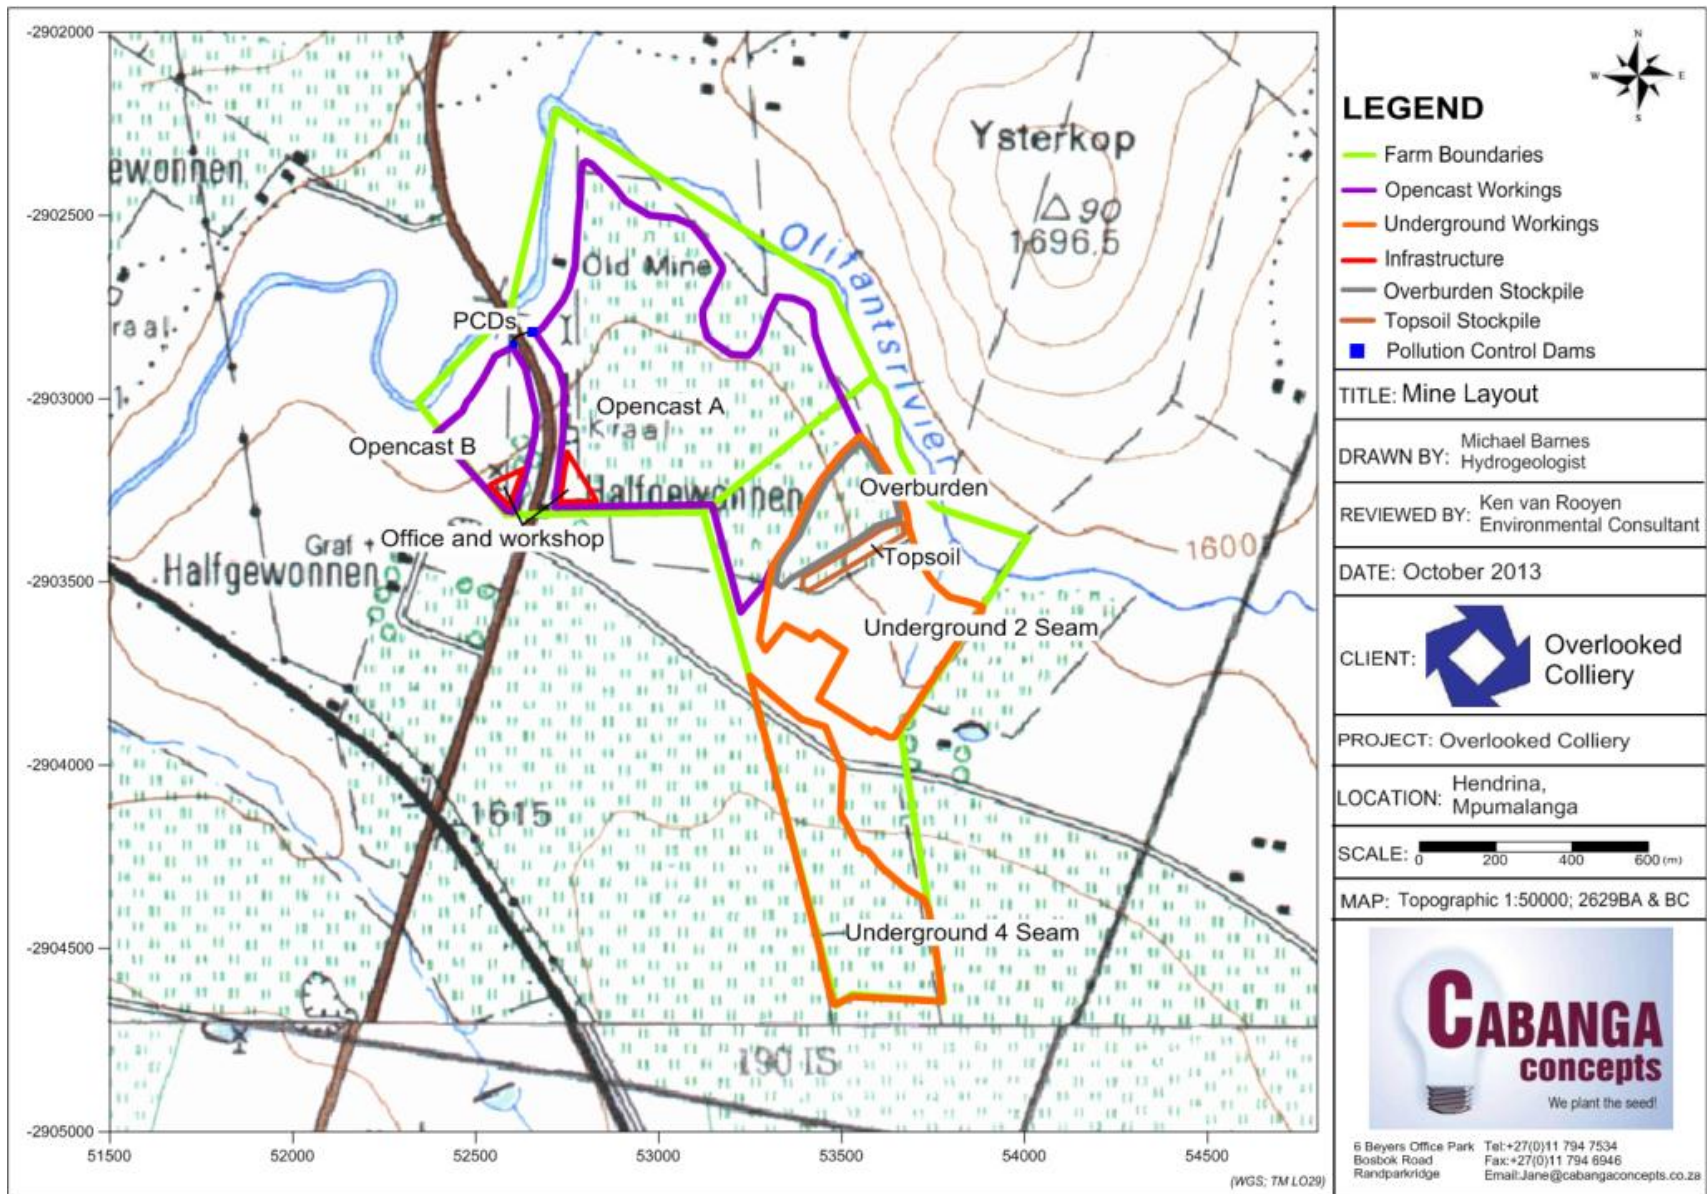 -2902000
-2902500
-2903000
-2903500
-2904000
-2904500
-2905000
51500
52000
52500
53000
53500
54000
54500
(WGS; TM LO29)
ewonnen
raal
Ysterkop
90
1696.5
Olifantsrivier
Old Mine
PCDs
Opencast A
Kraal
Opencast B
Halfgewonnen
Overburden
Office and workshop
Topsoil
Graf
Halfgewonnen
1600
Underground 2 Seam
1615
Underground 4 Seam
190 IS
N
W
E
S
LEGEND
Farm Boundaries
Opencast Workings
Underground Workings
Infrastructure
Overburden Stockpile
Topsoil Stockpile
Pollution Control Dams
TITLE: Mine Layout
DRAWN BY: Michael Barnes
Hydrogeologist
REVIEWED BY: Ken van Rooyen
Environmental Consultant
DATE: October 2013
CLIENT: Overlooked
Colliery
PROJECT: Overlooked Colliery
LOCATION: Hendrina,
Mpumalanga
SCALE: 0 200 400 600 (m)
MAP: Topographic 1:50000; 2629BA & BC
CABANGA
concepts
We plant the seed!
6 Beyers Office Park Tel:+27(0)11 794 7534
Bosbok Road Fax:+27(0)11 794 6946
Randparkridge Email:Jane@cabangaconcepts.co.za